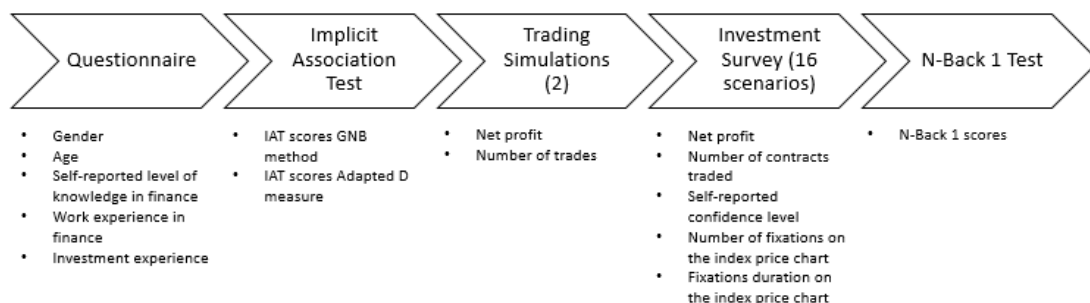 Questionnaire
Implicit
Association
Test
Trading
Simulations
(2)
Investment
Survey (16
scenarios)
N-Back 1 Test
• Gender
• Age
• Self-reported level of
knowledge in finance
• Work experience in
finance
• Investment experience
• IAT scores GNB
method
• IAT scores Adapted D
measure
• Net profit
• Number of trades
• Net profit
• Number of contracts
traded
• Self-reported
confidence level
• Number of fixations on
the index price chart
• Fixations duration on
the index price chart
• N-Back 1 scores